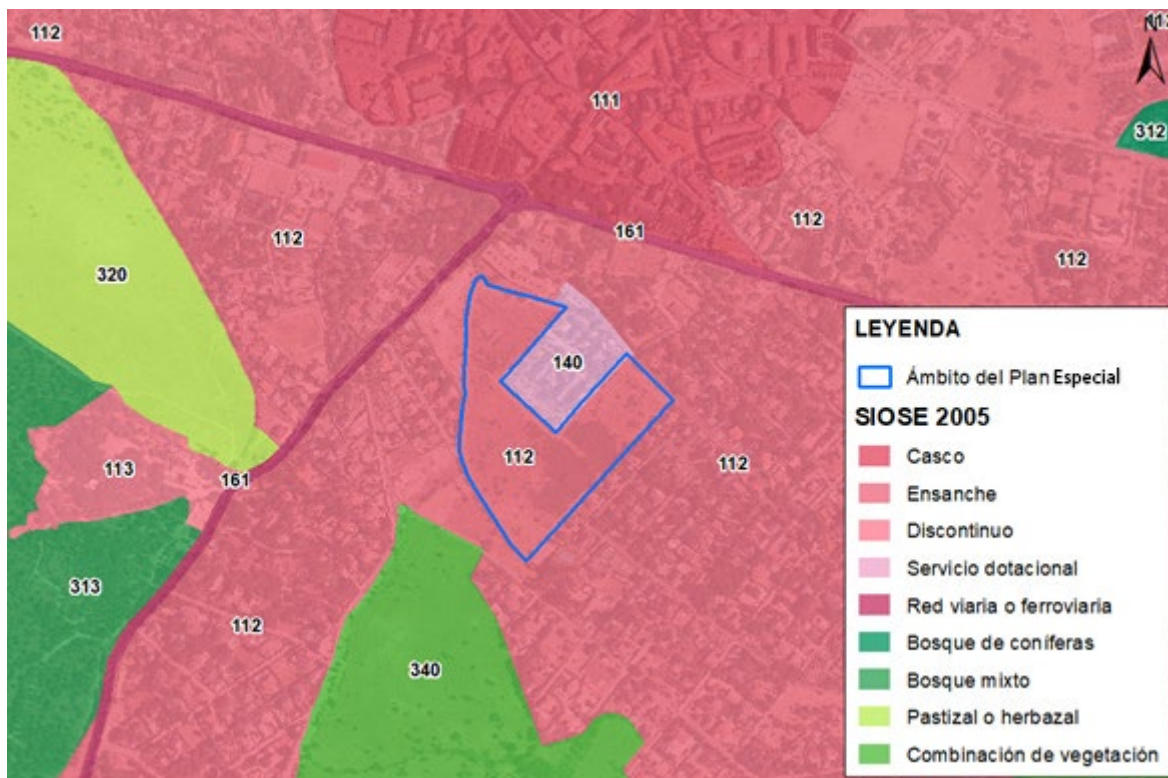 112
N
112
111
312
112
112
161
112
320
140
113
112
112
161
313
112
340
LEYENDA
Ámbito del Plan Especial
SIOSE 2005
Casco
Ensanche
Discontinuo
Servicio dotacional
Red viaria o ferroviaria
Bosque de coníferas
Bosque mixto
Pastizal o herbazal
Combinación de vegetación